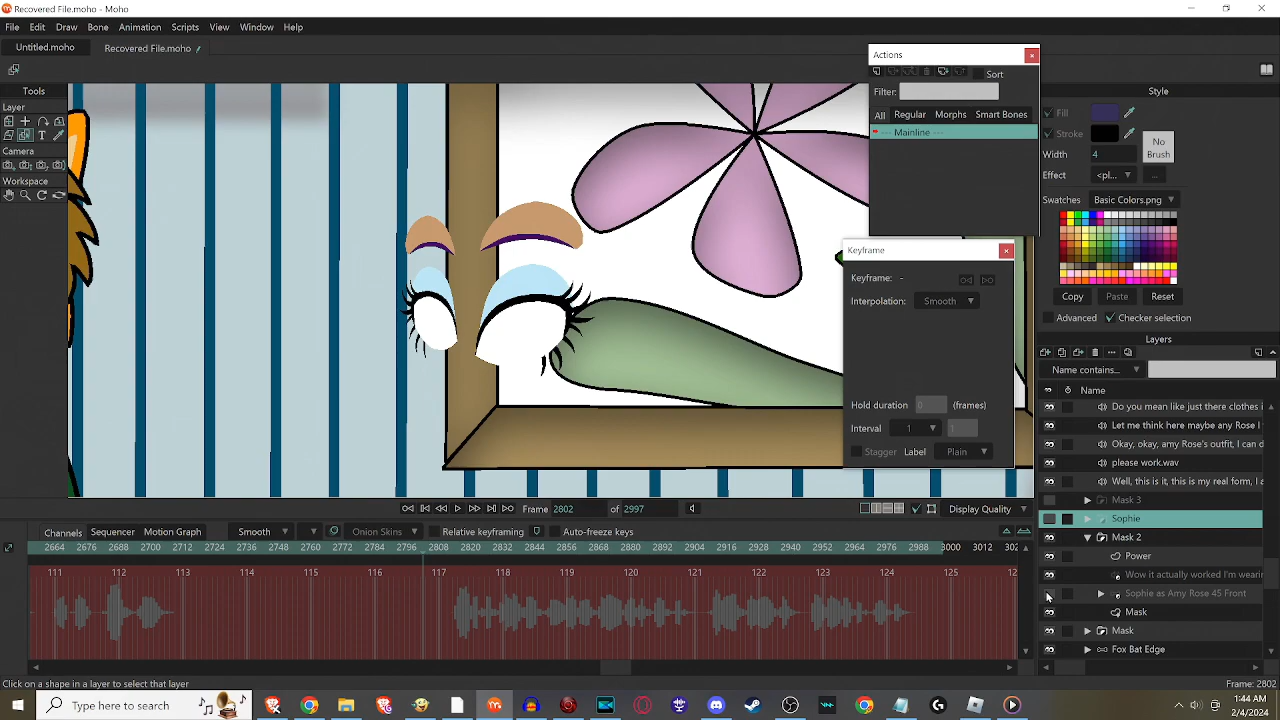 Recovered File.moho - Moho
File Edit Draw Bone Animation Scripts View Window Help
Untitled.moho Recovered File.moho
Tools
Layer
Camera
Workspace
Actions
Sort
Filter:
All Regular Morphs Smart Bones
--- Mainline ---
Keyframe
Keyframe: -
Interpolation: Smooth
Hold duration 0 (frames)
Interval 1 1
Stagger Label Plain
Style
Fill
Stroke
No Brush
Width 4
Effect <pl... ...
Swatches Basic Colors.png
Copy Paste Reset
Advanced Checker selection
Layers
Name contains...
Name
Do you mean like just there clothes i
Let me think here maybe any Rose I
Okay, okay, amy Rose's outfit, I can d
please work.wav
Well, this is it, this is my real form, I a
Mask 3
Sophie
Mask 2
Power
Wow it actually worked I'm wearin
Sophie as Amy Rose 45 Front
Mask
Mask
Fox Bat Edge
Frame 2802 of 2997 Display Quality
Channels Sequencer Motion Graph Smooth Onion Skins Relative keyframing Auto-freeze keys
2664 2676 2688 2700 2712 2724 2736 2748 2760 2772 2784 2796 2808 2820 2832 2844 2856 2868 2880 2892 2904 2916 2928 2940 2952 2964 2976 2988 3000 3012 302
111 112 113 114 115 116 117 118 119 120 121 122 123 124 125 12
Click on a shape in a layer to select that layer
Frame: 2802
Type here to search
1:44 AM
2/4/2024